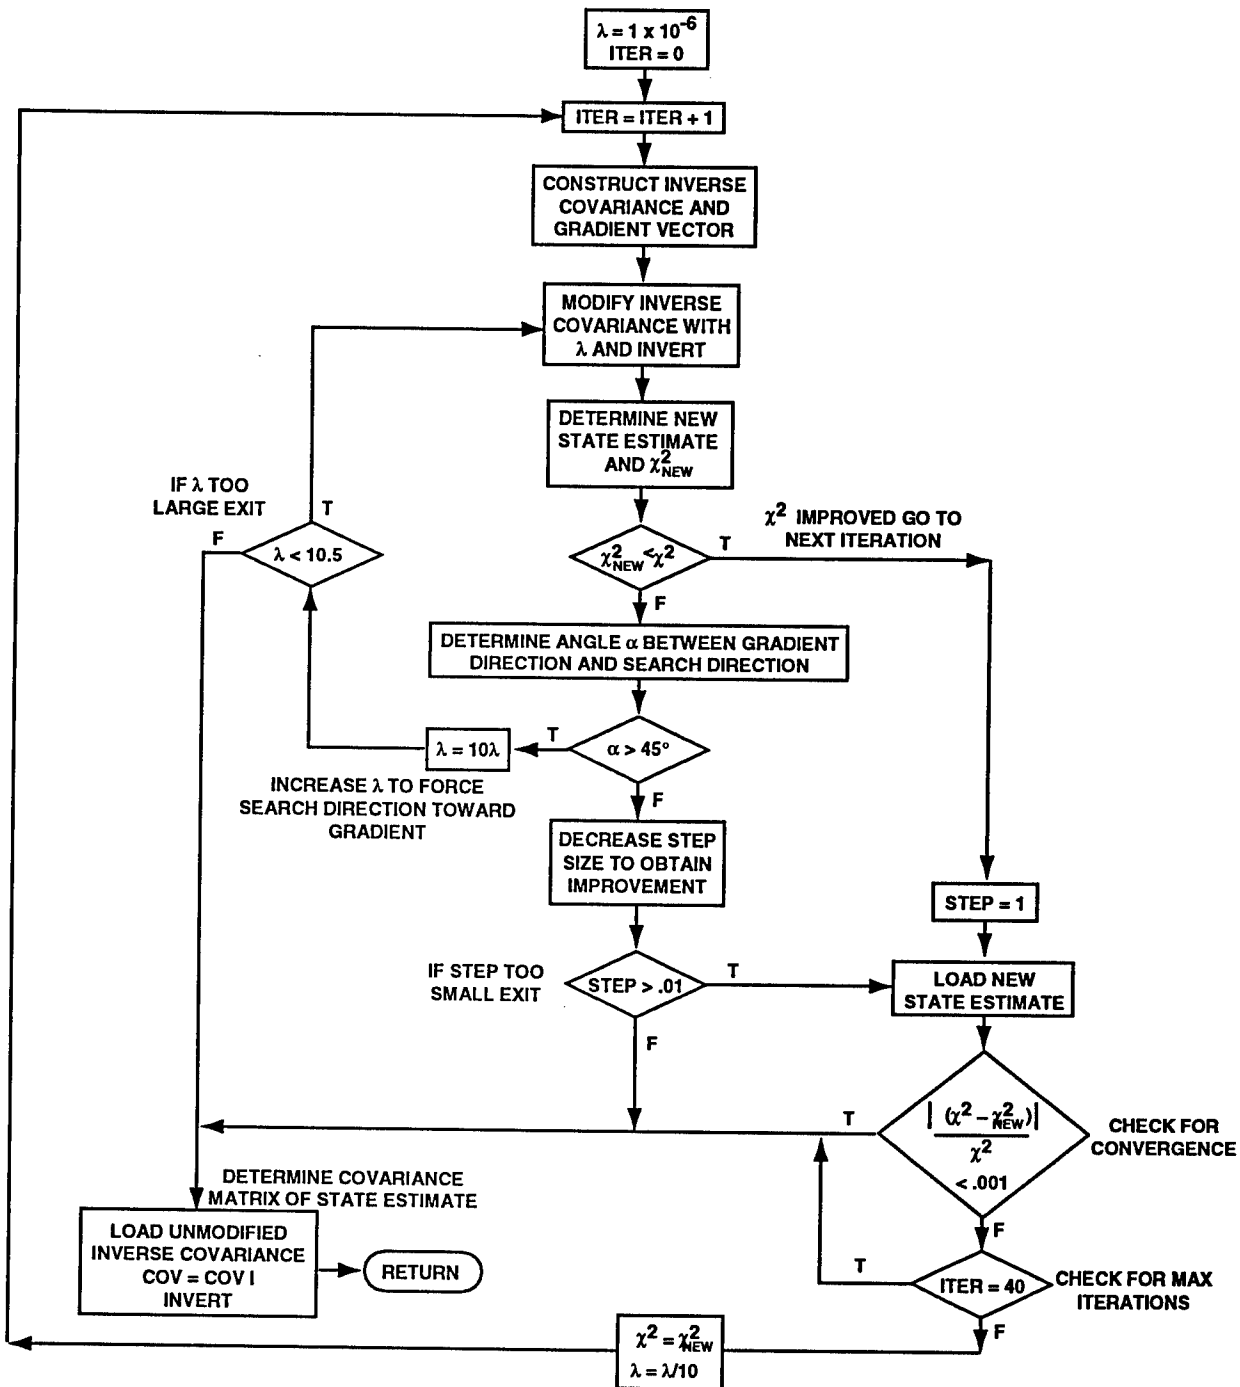 λ = 1 x 10⁻⁶
ITER = 0
ITER = ITER + 1
CONSTRUCT INVERSE
COVARIANCE AND
GRADIENT VECTOR
MODIFY INVERSE
COVARIANCE WITH
λ AND INVERT
DETERMINE NEW
STATE ESTIMATE
AND χ²NEW
IF λ TOO
LARGE EXIT
T
F
λ < 10.5
χ²NEW < χ²
T
χ² IMPROVED GO TO
NEXT ITERATION
F
DETERMINE ANGLE α BETWEEN GRADIENT
DIRECTION AND SEARCH DIRECTION
λ = 10λ
T
α > 45°
INCREASE λ TO FORCE
SEARCH DIRECTION TOWARD
GRADIENT
F
DECREASE STEP
SIZE TO OBTAIN
IMPROVEMENT
STEP = 1
IF STEP TOO
SMALL EXIT
STEP > .01
T
LOAD NEW
STATE ESTIMATE
F
T
| (χ² – χ²NEW) |
χ²
< .001
CHECK FOR
CONVERGENCE
DETERMINE COVARIANCE
MATRIX OF STATE ESTIMATE
LOAD UNMODIFIED
INVERSE COVARIANCE
COV = COV I
INVERT
RETURN
F
T
ITER = 40
CHECK FOR MAX
ITERATIONS
F
χ² = χ²NEW
λ = λ/10